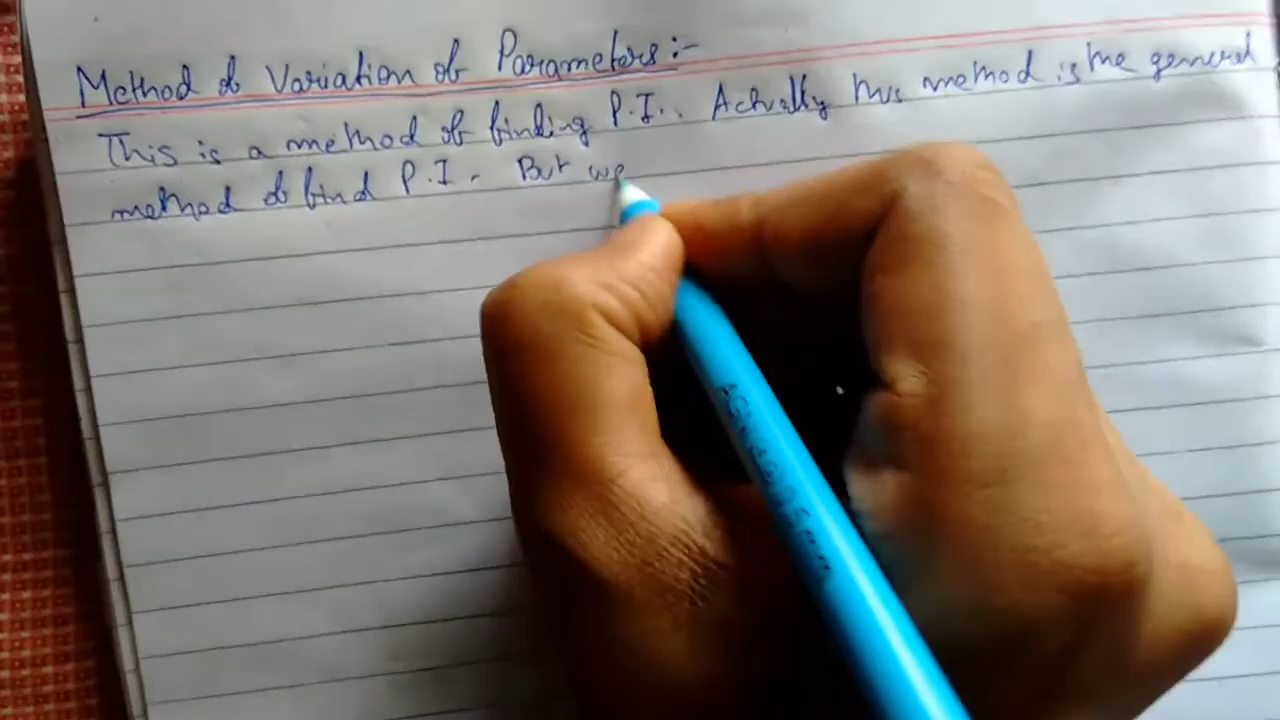 Method of Variation of Parameters :-
This is a method of finding P.I.. Actually this method is the general
method of find P.I. But we